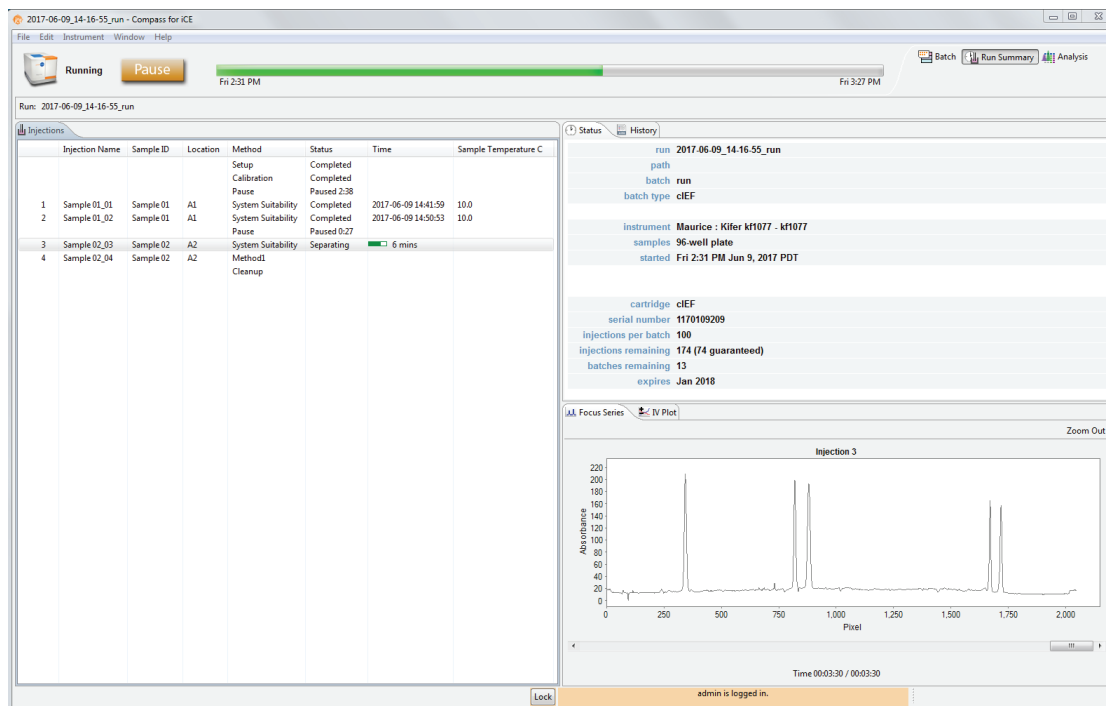 2017-06-09_14-16-55_run - Compass for iCE
File Edit Instrument Window Help
Running Pause Fri 2:31 PM Fri 3:27 PM Batch Run Summary Analysis
Run: 2017-06-09_14-16-55_run
Injections
Injection Name Sample ID Location Method Status Time Sample Temperature C
Setup Completed
Calibration Completed
Pause Paused 2:38
1 Sample 01_01 Sample 01 A1 System Suitability Completed 2017-06-09 14:41:59 10.0
2 Sample 01_02 Sample 01 A1 System Suitability Completed 2017-06-09 14:50:53 10.0
Pause Paused 0:27
3 Sample 02_03 Sample 02 A2 System Suitability Separating 6 mins
4 Sample 02_04 Sample 02 A2 Method1
Cleanup
Status History
run 2017-06-09_14-16-55_run
path
batch run
batch type cIEF
instrument Maurice : Kifer kf1077 - kf1077
samples 96-well plate
started Fri 2:31 PM Jun 9, 2017 PDT
cartridge cIEF
serial number 1170109209
injections per batch 100
injections remaining 174 (74 guaranteed)
batches remaining 13
expires Jan 2018
Focus Series IV Plot
Zoom Out
Injection 3
220
200
180
160
140
120
100
80
60
40
20
0
Absorbance
0 250 500 750 1,000 1,250 1,500 1,750 2,000
Pixel
Time 00:03:30 / 00:03:30
Lock admin is logged in.